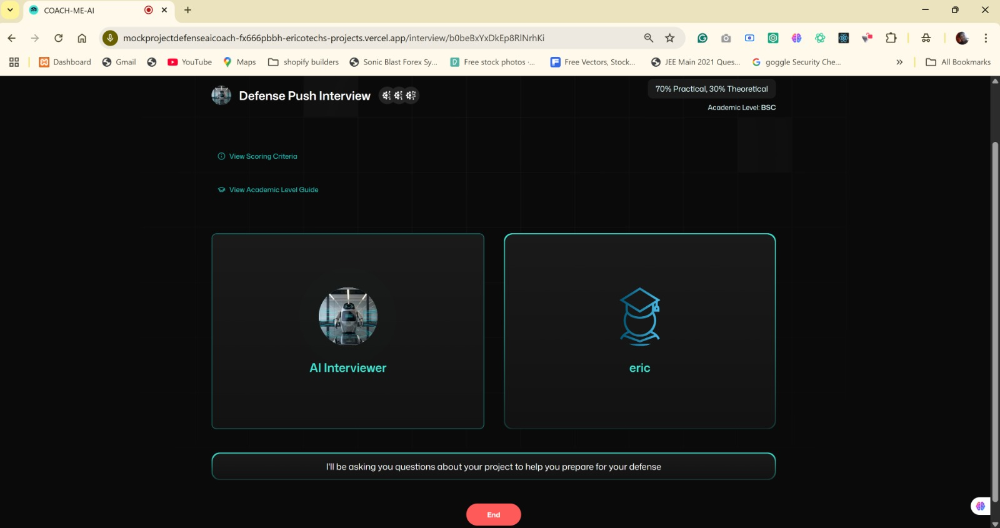 COACH-ME-AI
mockprojectdefenseaicoach-fx666pbbh-ericotechs-projects.vercel.app/interview/b0beBxYxDkEp8RlNrhKi
Dashboard
Gmail
YouTube
Maps
shopify builders
Sonic Blast Forex Sy...
Free stock photos ·...
Free Vectors, Stock...
JEE Main 2021 Ques...
goggle Security Che...
All Bookmarks
Defense Push Interview
70% Practical, 30% Theoretical
Academic Level: BSC
View Scoring Criteria
View Academic Level Guide
AI Interviewer
eric
I'll be asking you questions about your project to help you prepare for your defense
End